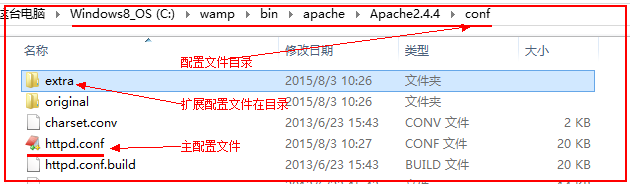 这台电脑 ▸ Windows8_OS (C:) ▸ wamp ▸ bin ▸ apache ▸ Apache2.4.4 ▸ conf
配置文件目录
名称 修改日期 类型 大小
extra 2015/8/3 10:26 文件夹
扩展配置文件在目录
original 2015/8/3 10:26 文件夹
charset.conv 2013/6/23 15:43 CONV 文件 2 KB
httpd.conf 主配置文件 2015/8/3 10:27 CONF 文件 20 KB
httpd.conf.build 2013/6/23 15:43 BUILD 文件 20 KB